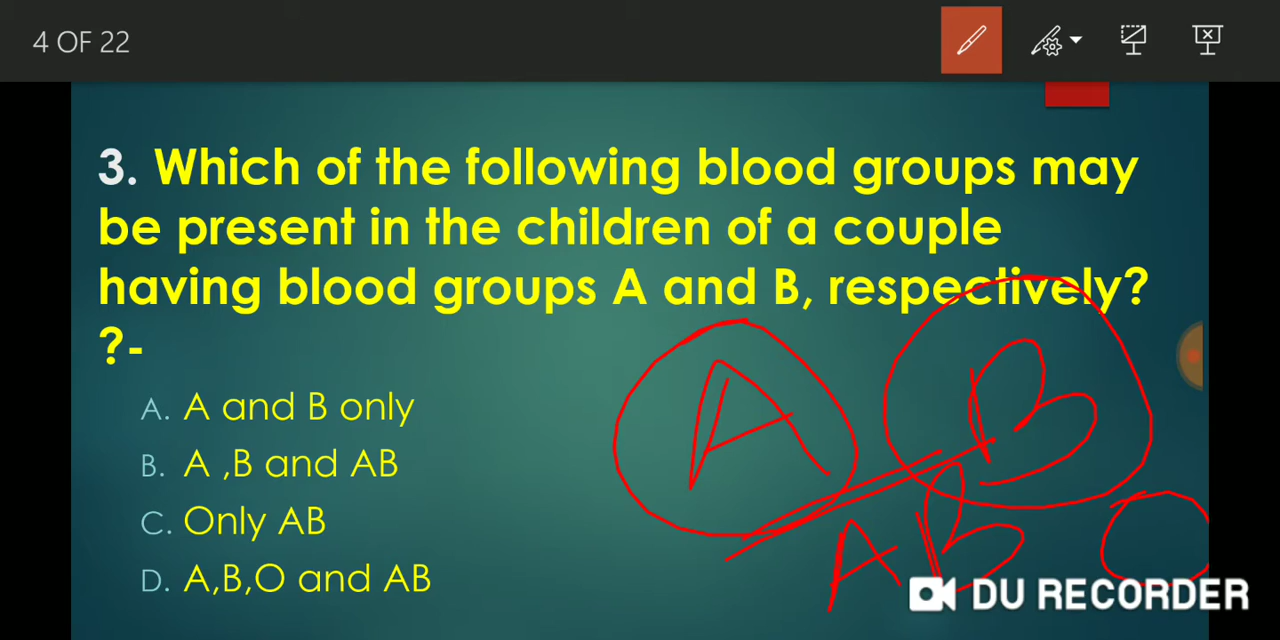 4 OF 22
3. Which of the following blood groups may
be present in the children of a couple
having blood groups A and B, respectively?
?-
A. A and B only
B. A ,B and AB
C. Only AB
D. A,B,O and AB
A B
AB O
DU RECORDER